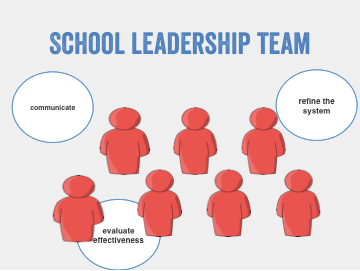 SCHOOL LEADERSHIP TEAM
communicate
refine the
system
evaluate
effectiveness